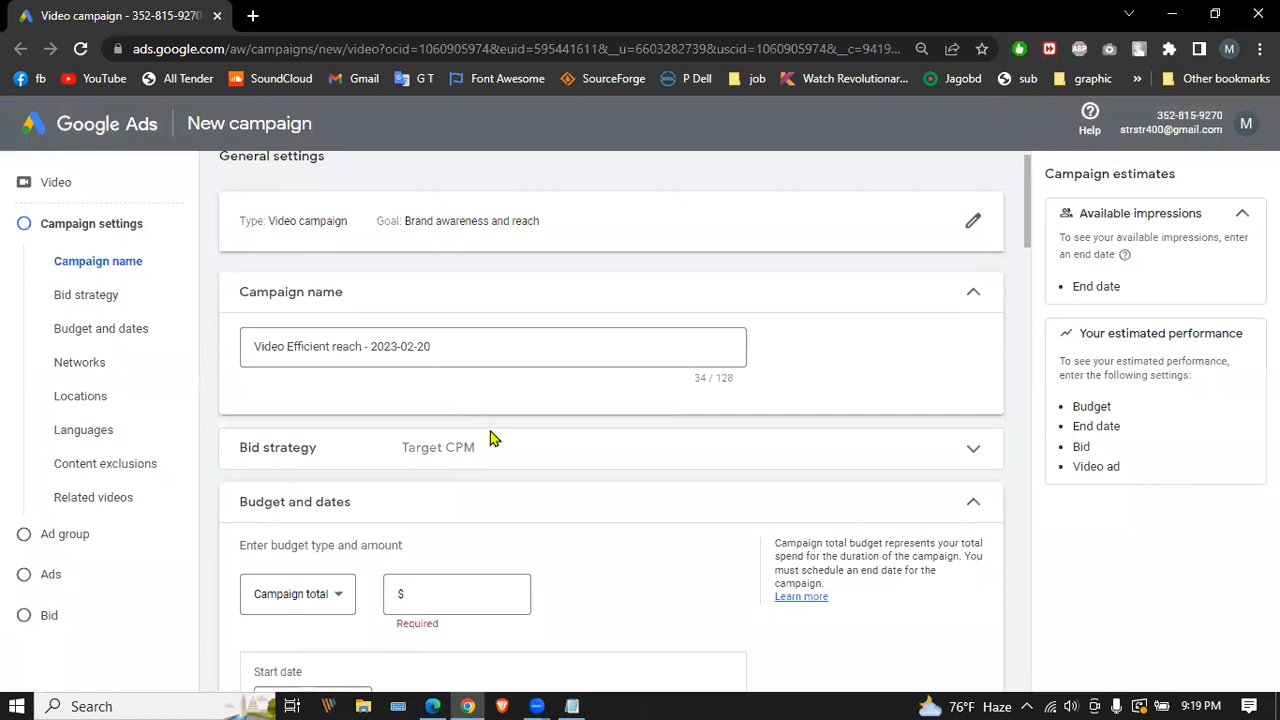 Video campaign - 352-815-9270
ads.google.com/aw/campaigns/new/video?ocid=1060905974&euid=595441611&__u=6603282739&uscid=1060905974&__c=9419...
M
fb
YouTube
All Tender
SoundCloud
Gmail
G T
Font Awesome
SourceForge
P Dell
job
Watch Revolutionar...
Jagobd
sub
graphic
»
Other bookmarks
Google Ads
New campaign
Help
352-815-9270
strstr400@gmail.com
M
Video
Campaign settings
Campaign name
Bid strategy
Budget and dates
Networks
Locations
Languages
Content exclusions
Related videos
Ad group
Ads
Bid
General settings
Type: Video campaign
Goal: Brand awareness and reach
Campaign name
Video Efficient reach - 2023-02-20
34 / 128
Bid strategy
Target CPM
Budget and dates
Enter budget type and amount
Campaign total
$
Required
Start date
Campaign total budget represents your total
spend for the duration of the campaign. You
must schedule an end date for the
campaign.
Learn more
Campaign estimates
Available impressions
To see your available impressions, enter
an end date
• End date
Your estimated performance
To see your estimated performance,
enter the following settings:
• Budget
• End date
• Bid
• Video ad
Search
76°F Haze
9:19 PM